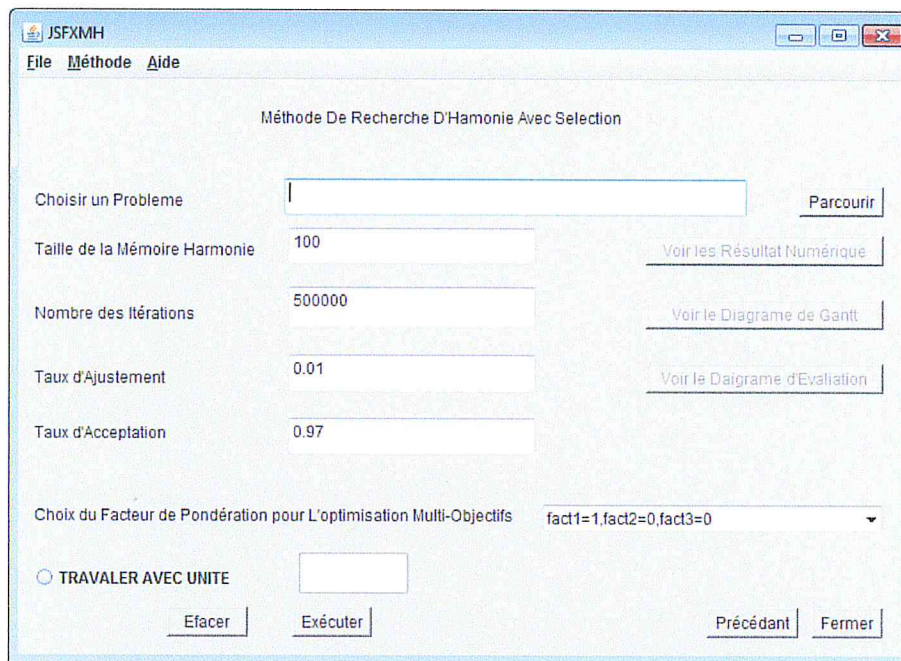 JSFXMH
File Méthode Aide
Méthode De Recherche D'Hamonie Avec Selection
Choisir un Probleme
Parcourir
Taille de la Mémoire Harmonie 100 Voir les Résultat Numérique
Nombre des Itérations 500000 Voir le Diagrame de Gantt
Taux d'Ajustement 0.01 Voir le Daigrame d'Evaliation
Taux d'Acceptation 0.97
Choix du Facteur de Pondération pour L'optimisation Multi-Objectifs fact1=1,fact2=0,fact3=0
TRAVALER AVEC UNITE
Efacer Exécuter Précédant Fermer